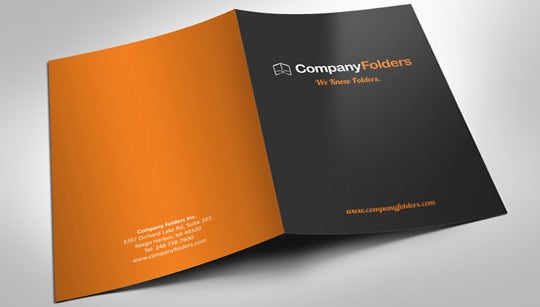 CompanyFolders
We Know Folders.
www.companyfolders.com
Company Folders Inc.
3297 Orchard Lake Rd, Suite 203
Keego Harbor, MI 48320
Tel: 248-738-7600
www.companyfolders.com